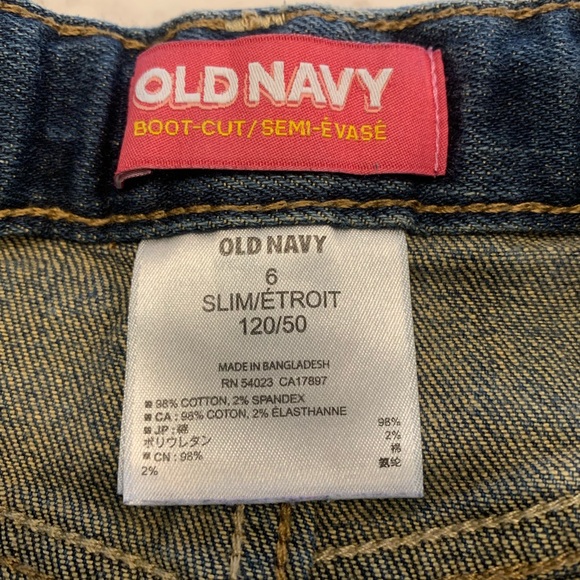 OLD NAVY
BOOT-CUT/SEMI-ÉVASÉ
OLD NAVY
6
SLIM/ÉTROIT
120/50
MADE IN BANGLADESH
RN 54023 CA17897
98% COTTON, 2% SPANDEX
CA : 98% COTON, 2% ÉLASTHANNE
JP : 綿 98%
ポリウレタン 2%
CN : 98% 棉
2% 氨纶